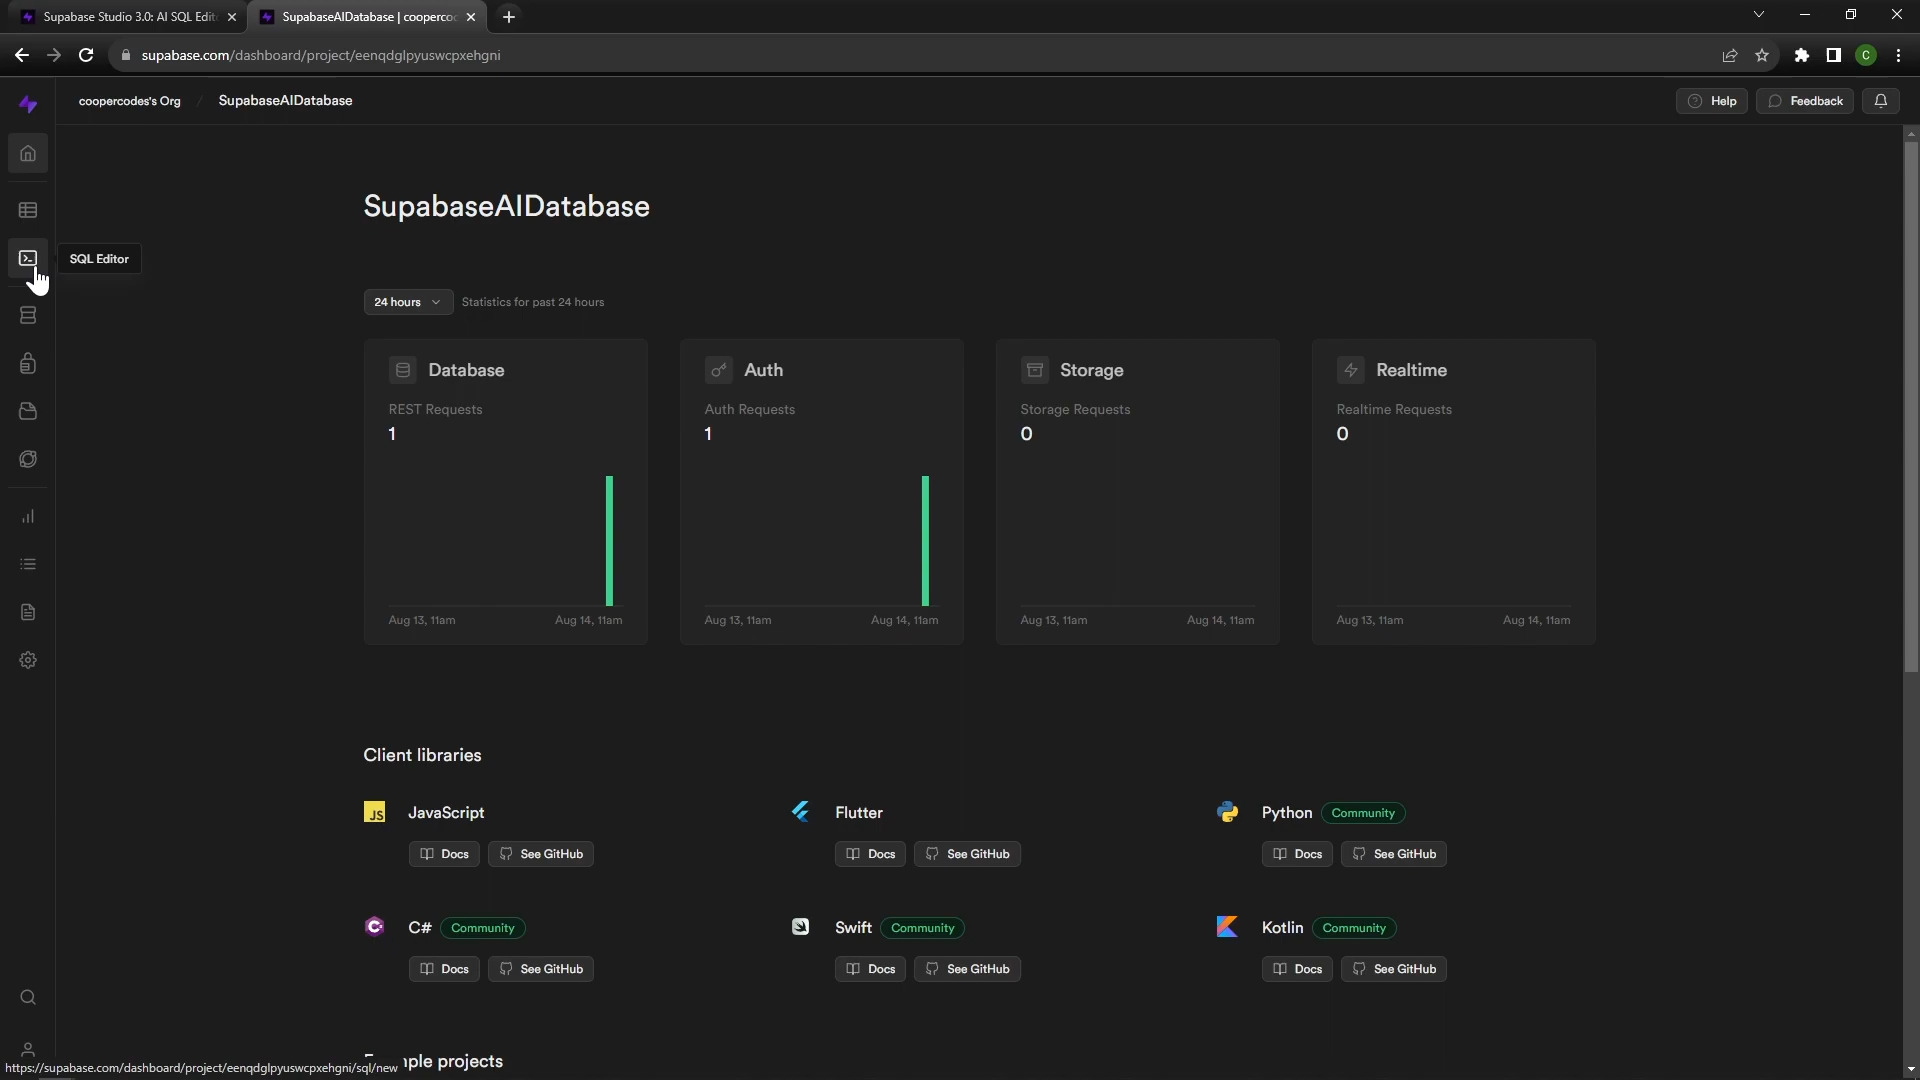 Supabase Studio 3.0: AI SQL Edit
SupabaseAIDatabase | cooperco
supabase.com/dashboard/project/eenqdglpyuswcpxehgni
C
coopercodes's Org / SupabaseAIDatabase
Help
Feedback
SupabaseAIDatabase
SQL Editor
24 hours Statistics for past 24 hours
Database Auth Storage Realtime
REST Requests Auth Requests Storage Requests Realtime Requests
1 1 0 0
Aug 13, 11am Aug 14, 11am Aug 13, 11am Aug 14, 11am Aug 13, 11am Aug 14, 11am Aug 13, 11am Aug 14, 11am
Client libraries
JS JavaScript Flutter Python Community
Docs See GitHub Docs See GitHub Docs See GitHub
C# Community Swift Community Kotlin Community
Docs See GitHub Docs See GitHub Docs See GitHub
projects
https://supabase.com/dashboard/project/eenqdglpyuswcpxehgni/sql/new